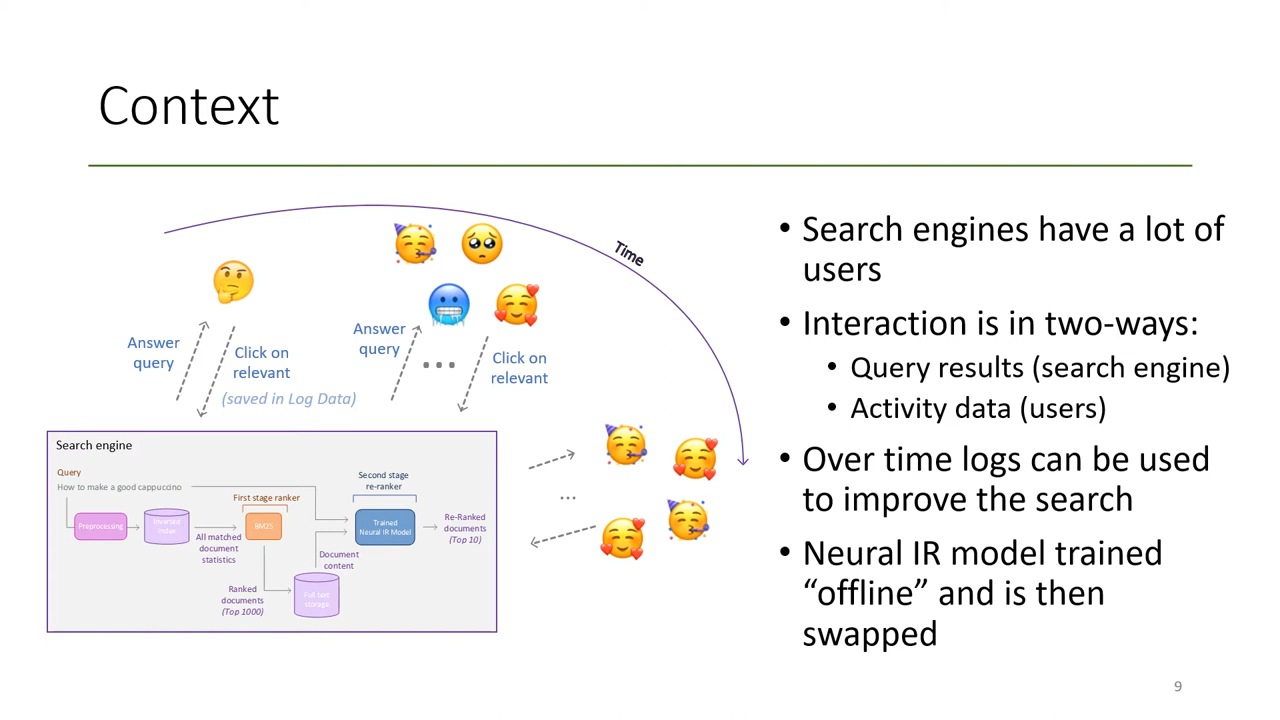 Context
Time
Answer
query
Click on
relevant
(saved in Log Data)
Answer
query
...
Click on
relevant
Search engine
Query
How to make a good cappuccino
Preprocessing
Inversed
Index
All matched
document
statistics
First stage ranker
BM25
Ranked
documents
(Top 1000)
Document
content
Full text
storage
Second stage
re-ranker
Trained
Neural IR Model
Re-Ranked
documents
(Top 10)
...
• Search engines have a lot of
users
• Interaction is in two-ways:
• Query results (search engine)
• Activity data (users)
• Over time logs can be used
to improve the search
• Neural IR model trained
“offline” and is then
swapped
9